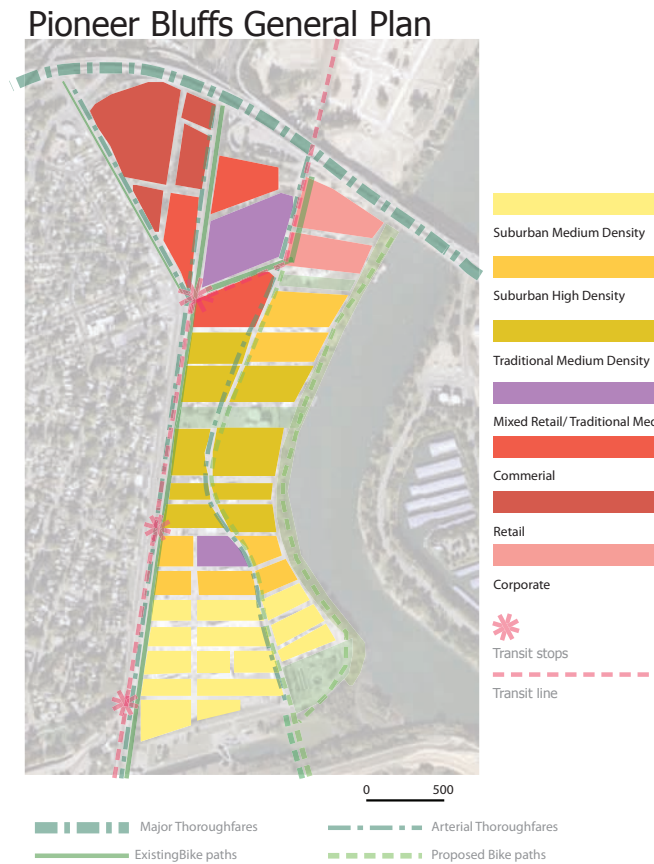 Pioneer Bluffs General Plan
Suburban Medium Density
Suburban High Density
Traditional Medium Density
Mixed Retail/ Traditional Med
Commerial
Retail
Corporate
Transit stops
Transit line
0 500
Major Thoroughfares
Arterial Thoroughfares
ExistingBike paths
Proposed Bike paths